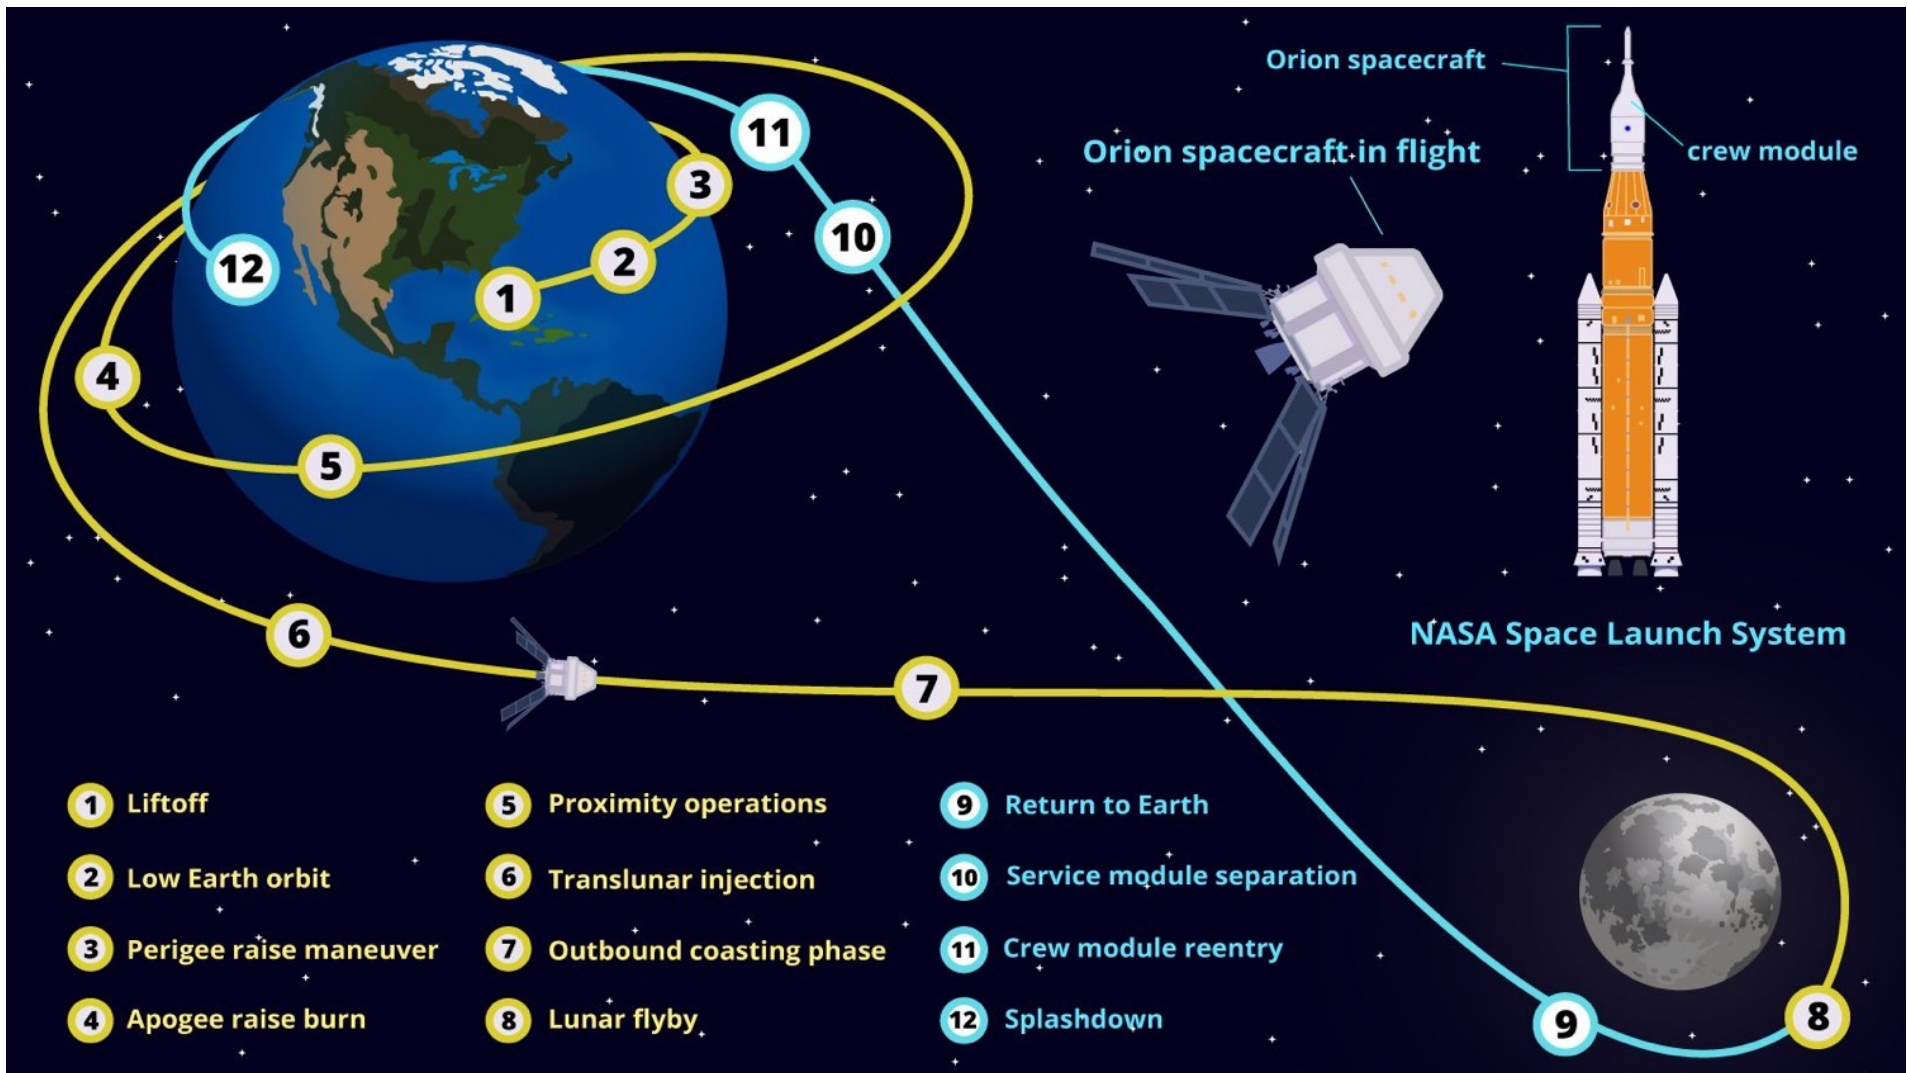 Orion spacecraft
crew module
Orion spacecraft in flight
NASA Space Launch System
11
3
10
2
12
1
4
5
6
7
9
8
1 Liftoff
2 Low Earth orbit
3 Perigee raise maneuver
4 Apogee raise burn
5 Proximity operations
6 Translunar injection
7 Outbound coasting phase
8 Lunar flyby
9 Return to Earth
10 Service module separation
11 Crew module reentry
12 Splashdown